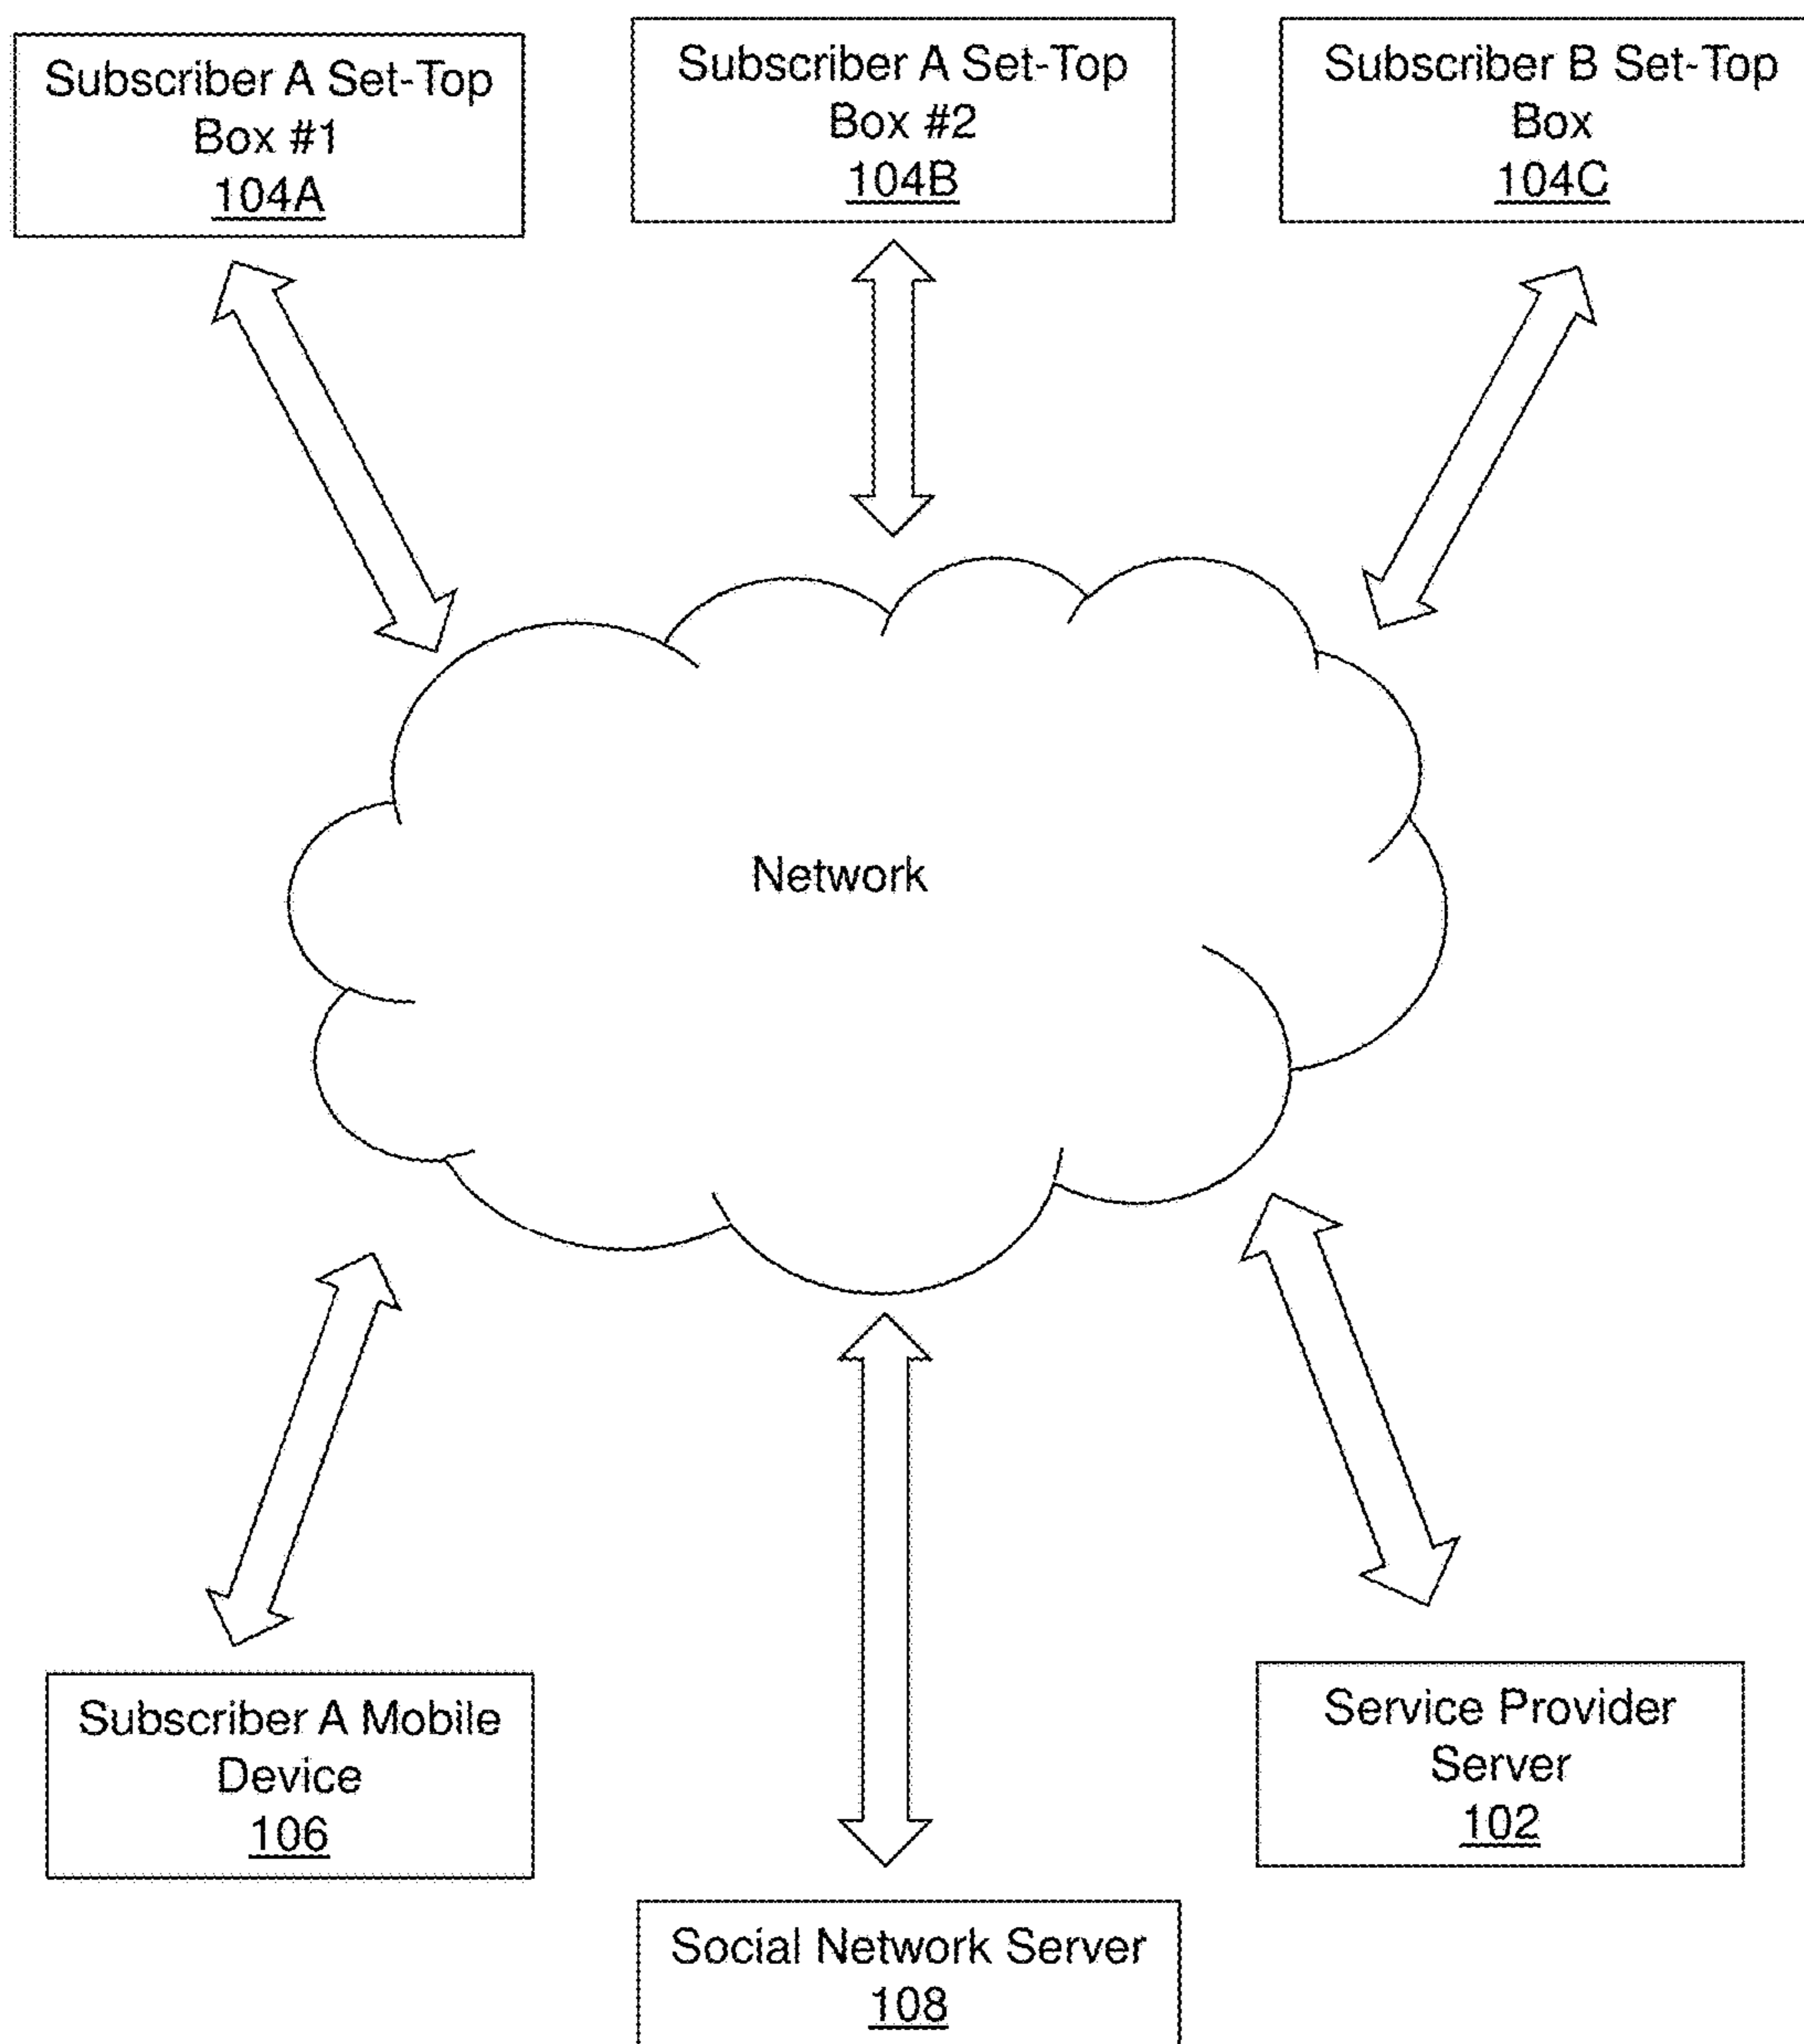 Subscriber A Set-Top
Box #1
104A
Subscriber A Set-Top
Box #2
104B
Subscriber B Set-Top
Box
104C
Network
Subscriber A Mobile
Device
106
Service Provider
Server
102
Social Network Server
108